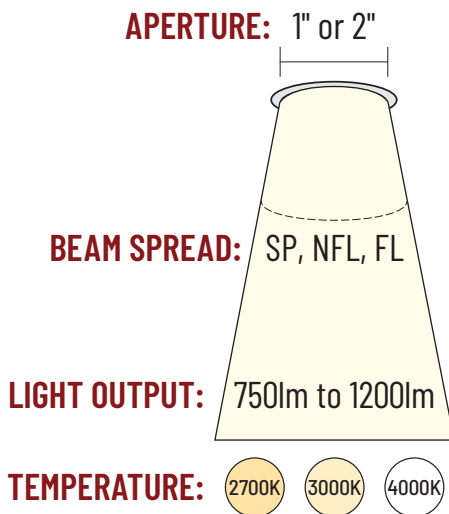 APERTURE: 1" or 2"
BEAM SPREAD: SP, NFL, FL
LIGHT OUTPUT: 750lm to 1200lm
TEMPERATURE: 2700K 3000K 4000K